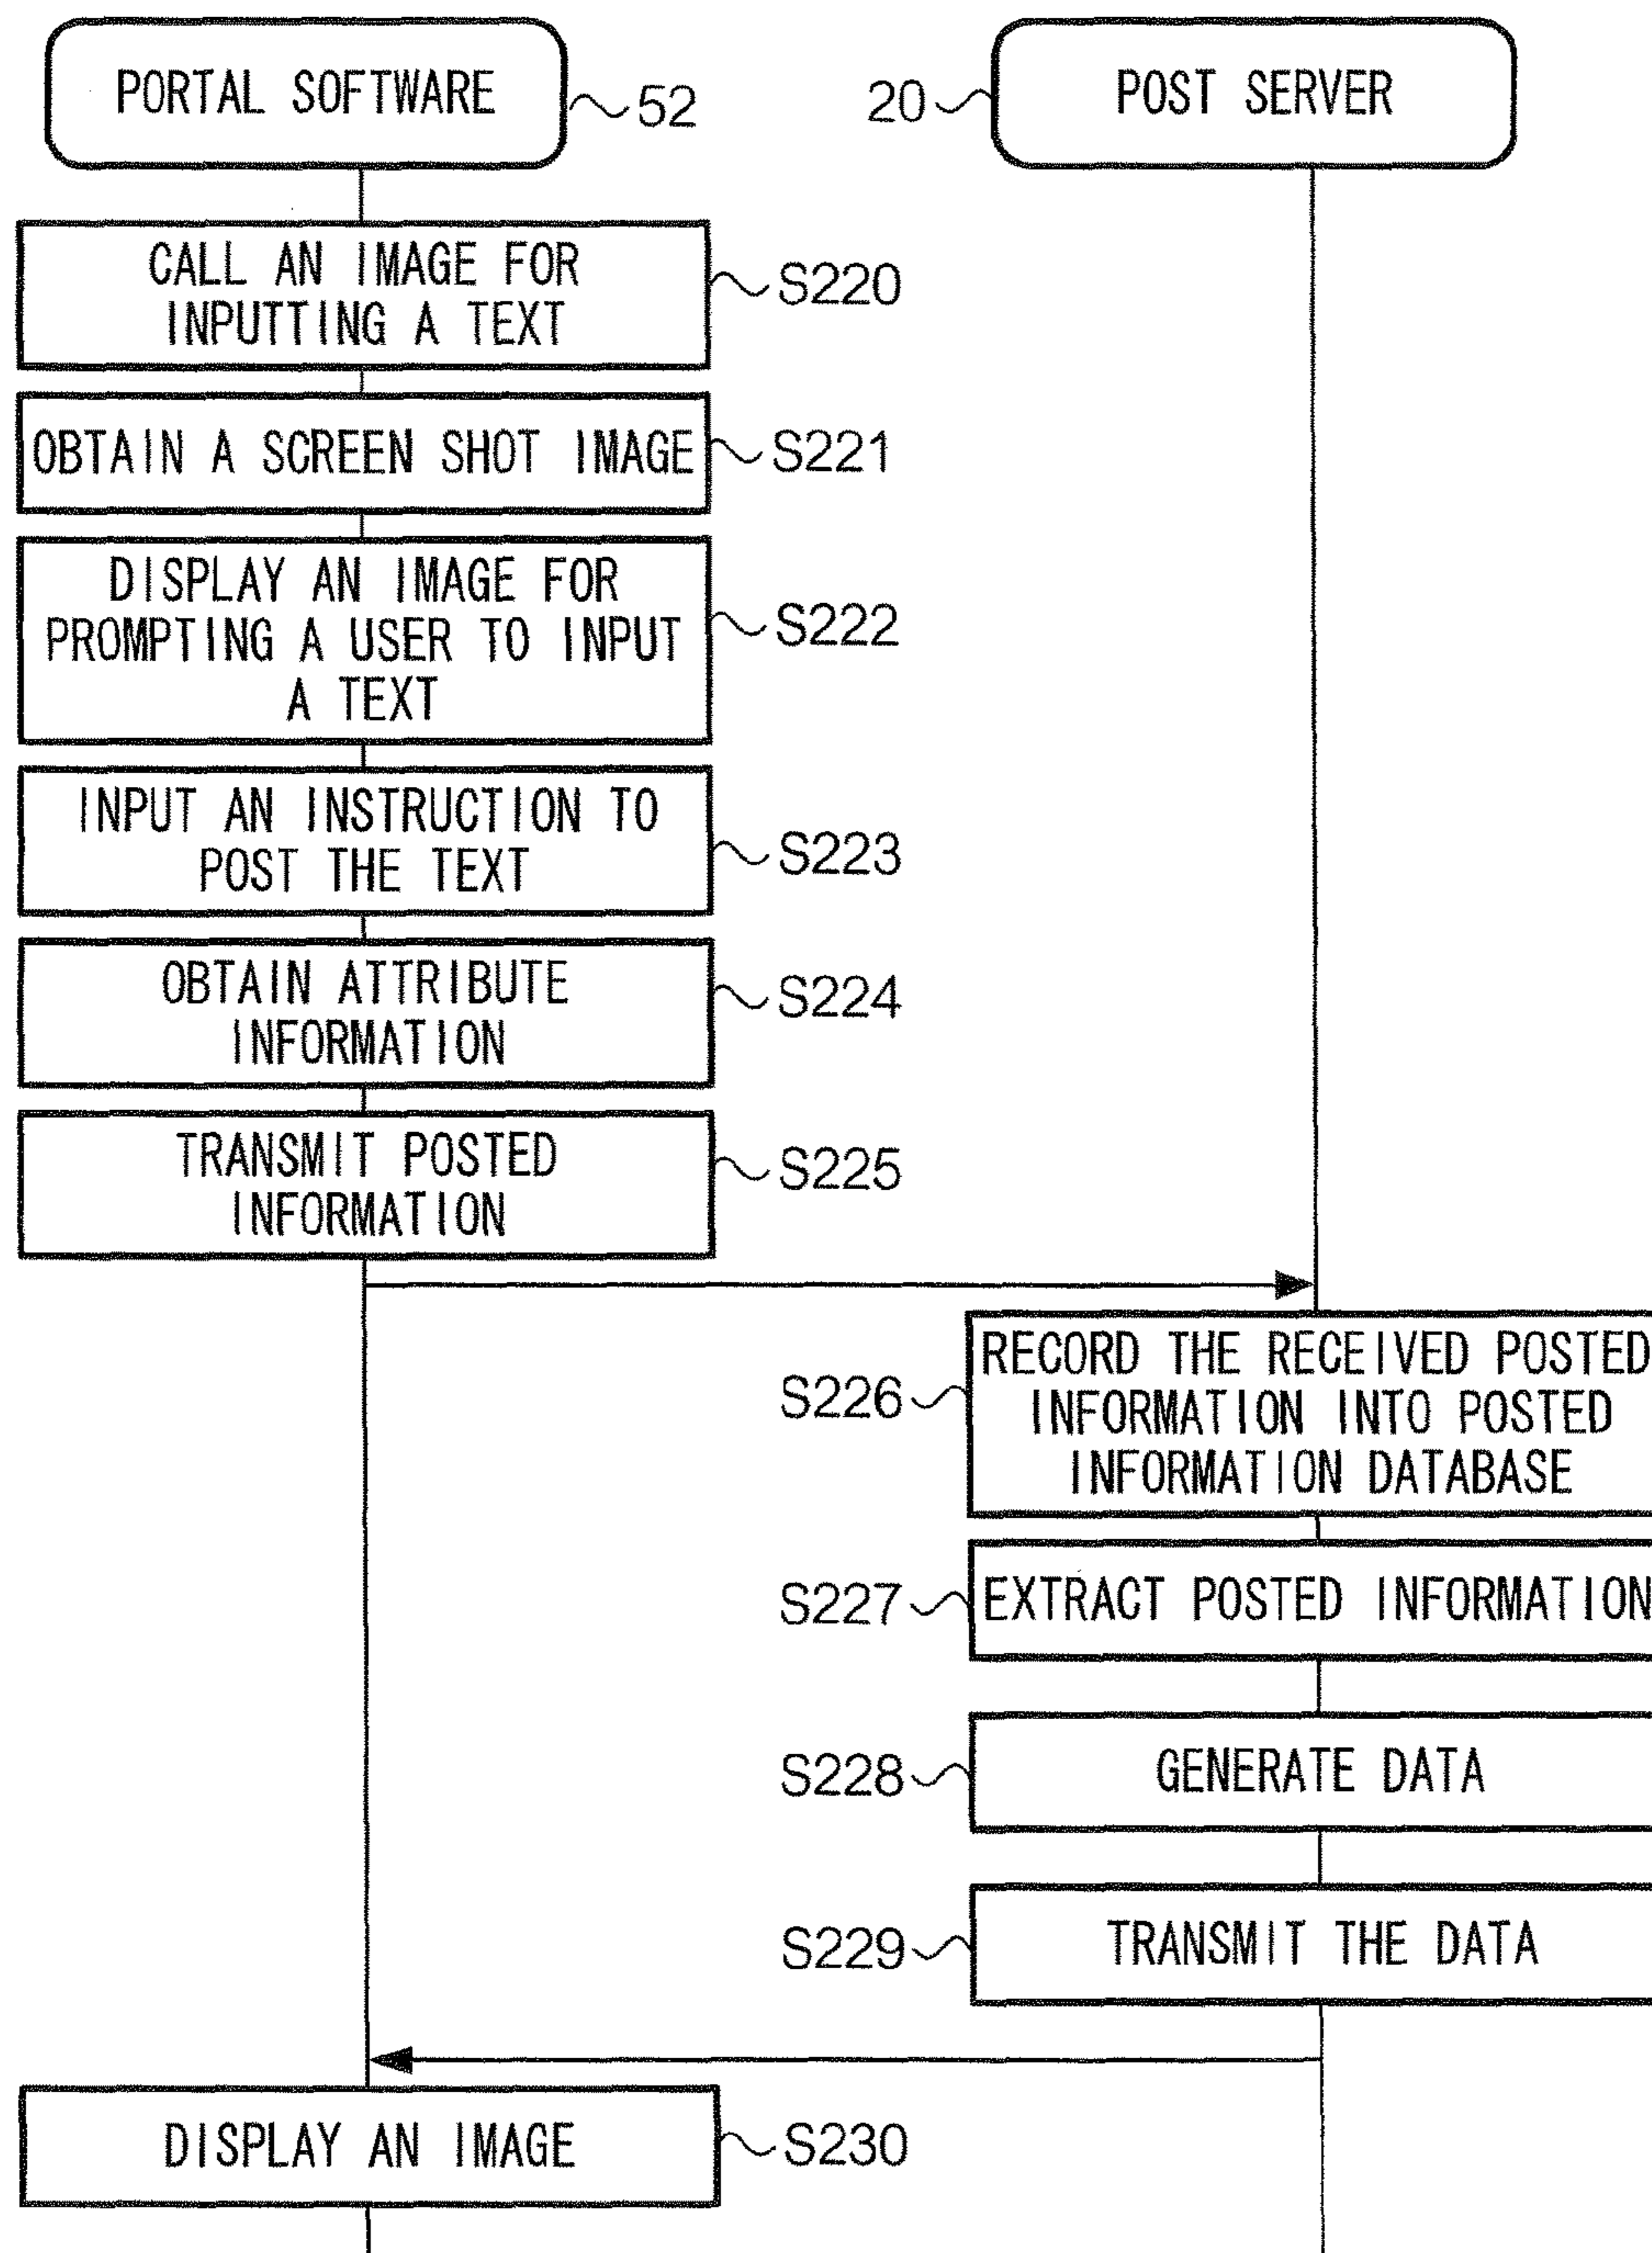 PORTAL SOFTWARE
52
20
POST SERVER
CALL AN IMAGE FOR
INPUTTING A TEXT
S220
OBTAIN A SCREEN SHOT IMAGE
S221
DISPLAY AN IMAGE FOR
PROMPTING A USER TO INPUT
A TEXT
S222
INPUT AN INSTRUCTION TO
POST THE TEXT
S223
OBTAIN ATTRIBUTE
INFORMATION
S224
TRANSMIT POSTED
INFORMATION
S225
S226
RECORD THE RECEIVED POSTED
INFORMATION INTO POSTED
INFORMATION DATABASE
S227
EXTRACT POSTED INFORMATION
S228
GENERATE DATA
S229
TRANSMIT THE DATA
DISPLAY AN IMAGE
S230